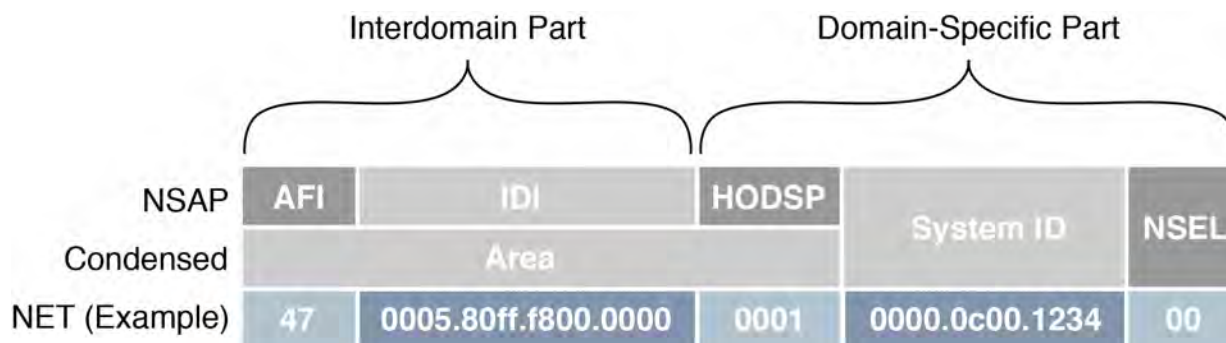 Interdomain Part Domain-Specific Part
NSAP AFI IDI HODSP System ID NSEL
Condensed Area
NET (Example) 47 0005.80ff.f800.0000 0001 0000.0c00.1234 00